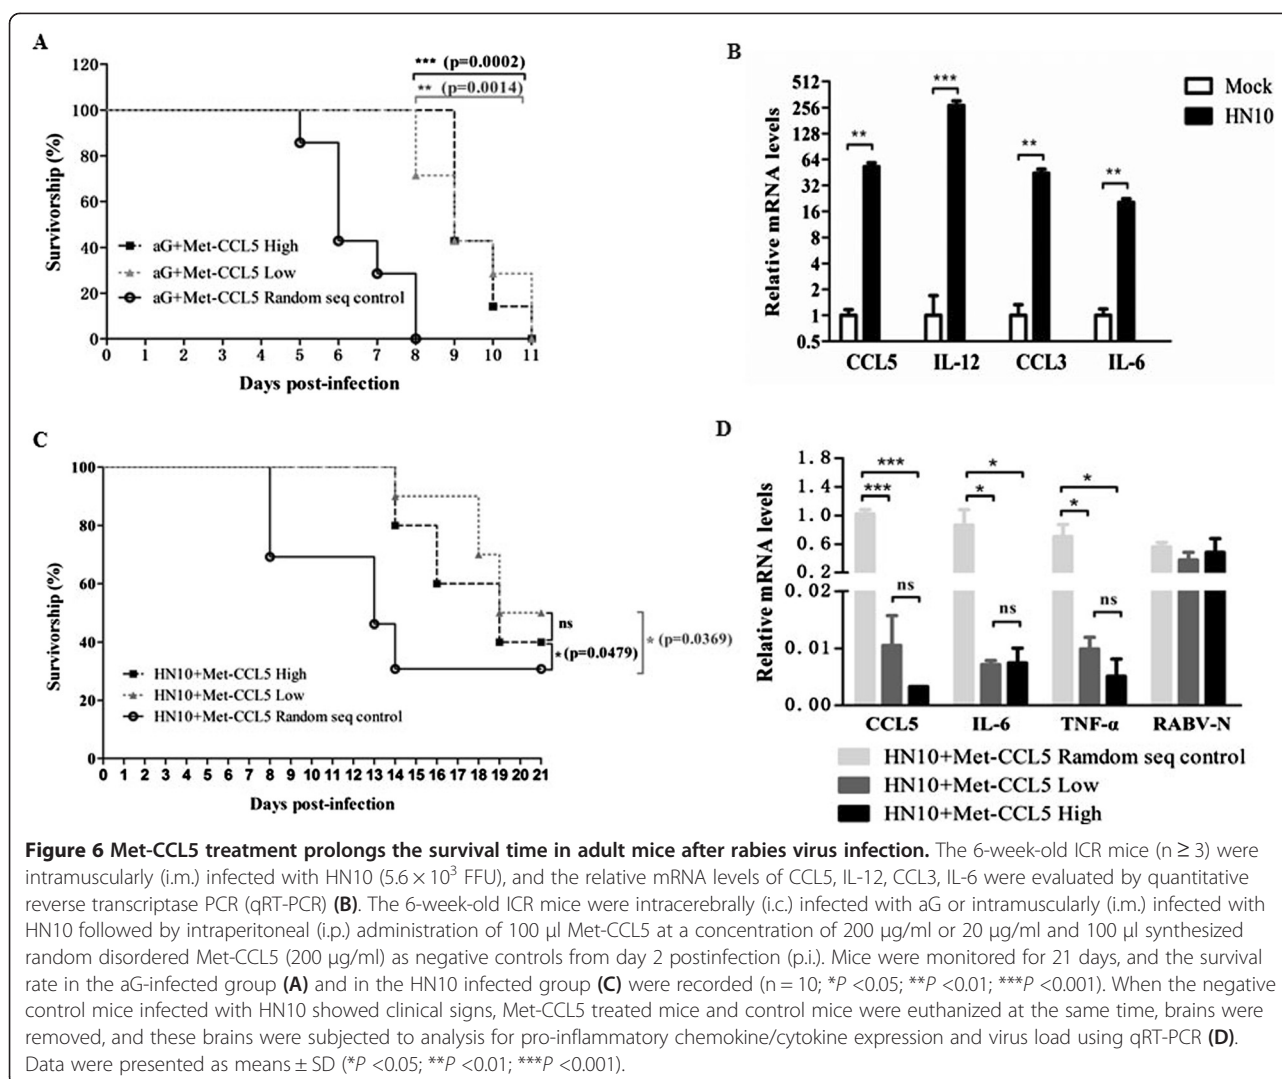 A
120
100
80
60
40
20
0
Survivorship (%)
*** (p=0.0002)
** (p=0.0014)
aG+Met-CCL5 High
aG+Met-CCL5 Low
aG+Met-CCL5 Random seq control
0 1 2 3 4 5 6 7 8 9 10 11
Days post-infection
B
512
256
128
64
32
16
8
4
2
1
0.5
Relative mRNA levels
** *** ** **
Mock
HN10
CCL5 IL-12 CCL3 IL-6
C
100
80
60
40
20
0
Survivorship (%)
ns
*(p=0.0479)
* (p=0.0369)
HN10+Met-CCL5 High
HN10+Met-CCL5 Low
HN10+Met-CCL5 Random seq control
0 1 2 3 4 5 6 7 8 9 10 11 12 13 14 15 16 17 18 19 20 21
Days post-infection
D
1.8
1.4
1.0
0.6
0.2
0.02
0.01
0.00
Relative mRNA levels
*** * *
*** * *
ns ns ns
CCL5 IL-6 TNF-α RABV-N
HN10+Met-CCL5 Ramdom seq control
HN10+Met-CCL5 Low
HN10+Met-CCL5 High
Figure 6 Met-CCL5 treatment prolongs the survival time in adult mice after rabies virus infection. The 6-week-old ICR mice (n ≥ 3) were
intramuscularly (i.m.) infected with HN10 (5.6 × 10³ FFU), and the relative mRNA levels of CCL5, IL-12, CCL3, IL-6 were evaluated by quantitative
reverse transcriptase PCR (qRT-PCR) (B). The 6-week-old ICR mice were intracerebrally (i.c.) infected with aG or intramuscularly (i.m.) infected with
HN10 followed by intraperitoneal (i.p.) administration of 100 μl Met-CCL5 at a concentration of 200 μg/ml or 20 μg/ml and 100 μl synthesized
random disordered Met-CCL5 (200 μg/ml) as negative controls from day 2 postinfection (p.i.). Mice were monitored for 21 days, and the survival
rate in the aG-infected group (A) and in the HN10 infected group (C) were recorded (n = 10; *P <0.05; **P <0.01; ***P <0.001). When the negative
control mice infected with HN10 showed clinical signs, Met-CCL5 treated mice and control mice were euthanized at the same time, brains were
removed, and these brains were subjected to analysis for pro-inflammatory chemokine/cytokine expression and virus load using qRT-PCR (D).
Data were presented as means ± SD (*P <0.05; **P <0.01; ***P <0.001).